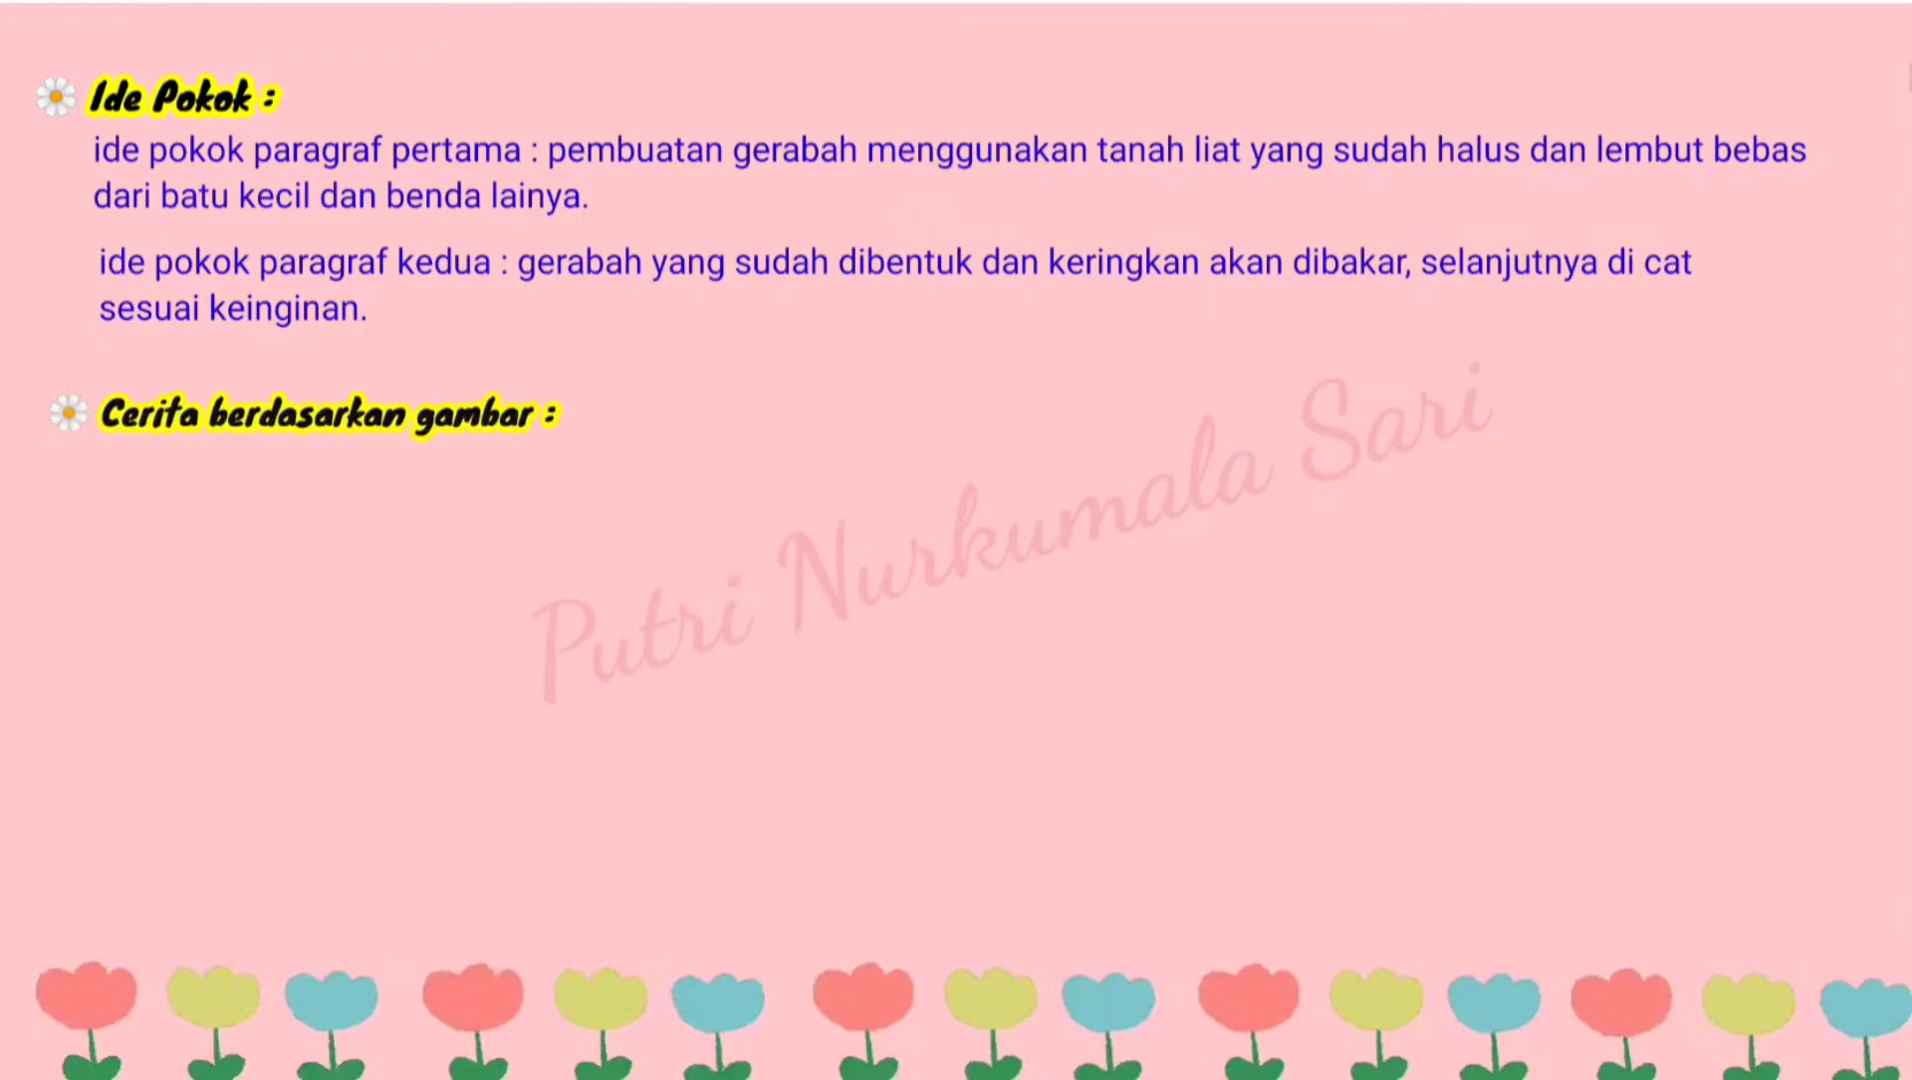 Ide Pokok :
ide pokok paragraf pertama : pembuatan gerabah menggunakan tanah liat yang sudah halus dan lembut bebas
dari batu kecil dan benda lainya.
ide pokok paragraf kedua : gerabah yang sudah dibentuk dan keringkan akan dibakar, selanjutnya di cat
sesuai keinginan.
Cerita berdasarkan gambar :
Putri Nurkumala Sari